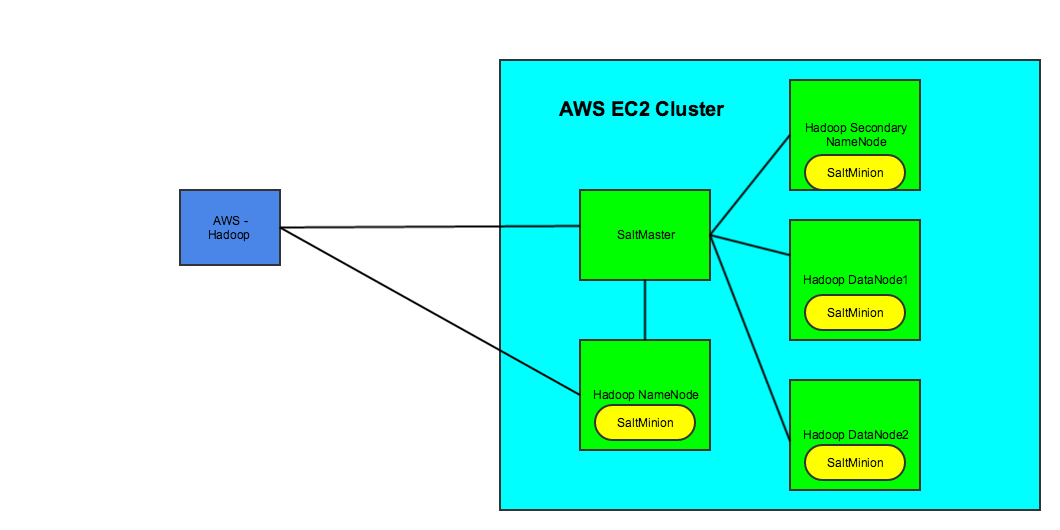 AWS EC2 Cluster
AWS -
Hadoop
SaltMaster
Hadoop NameNode
SaltMinion
Hadoop Secondary
NameNode
SaltMinion
Hadoop DataNode1
SaltMinion
Hadoop DataNode2
SaltMinion